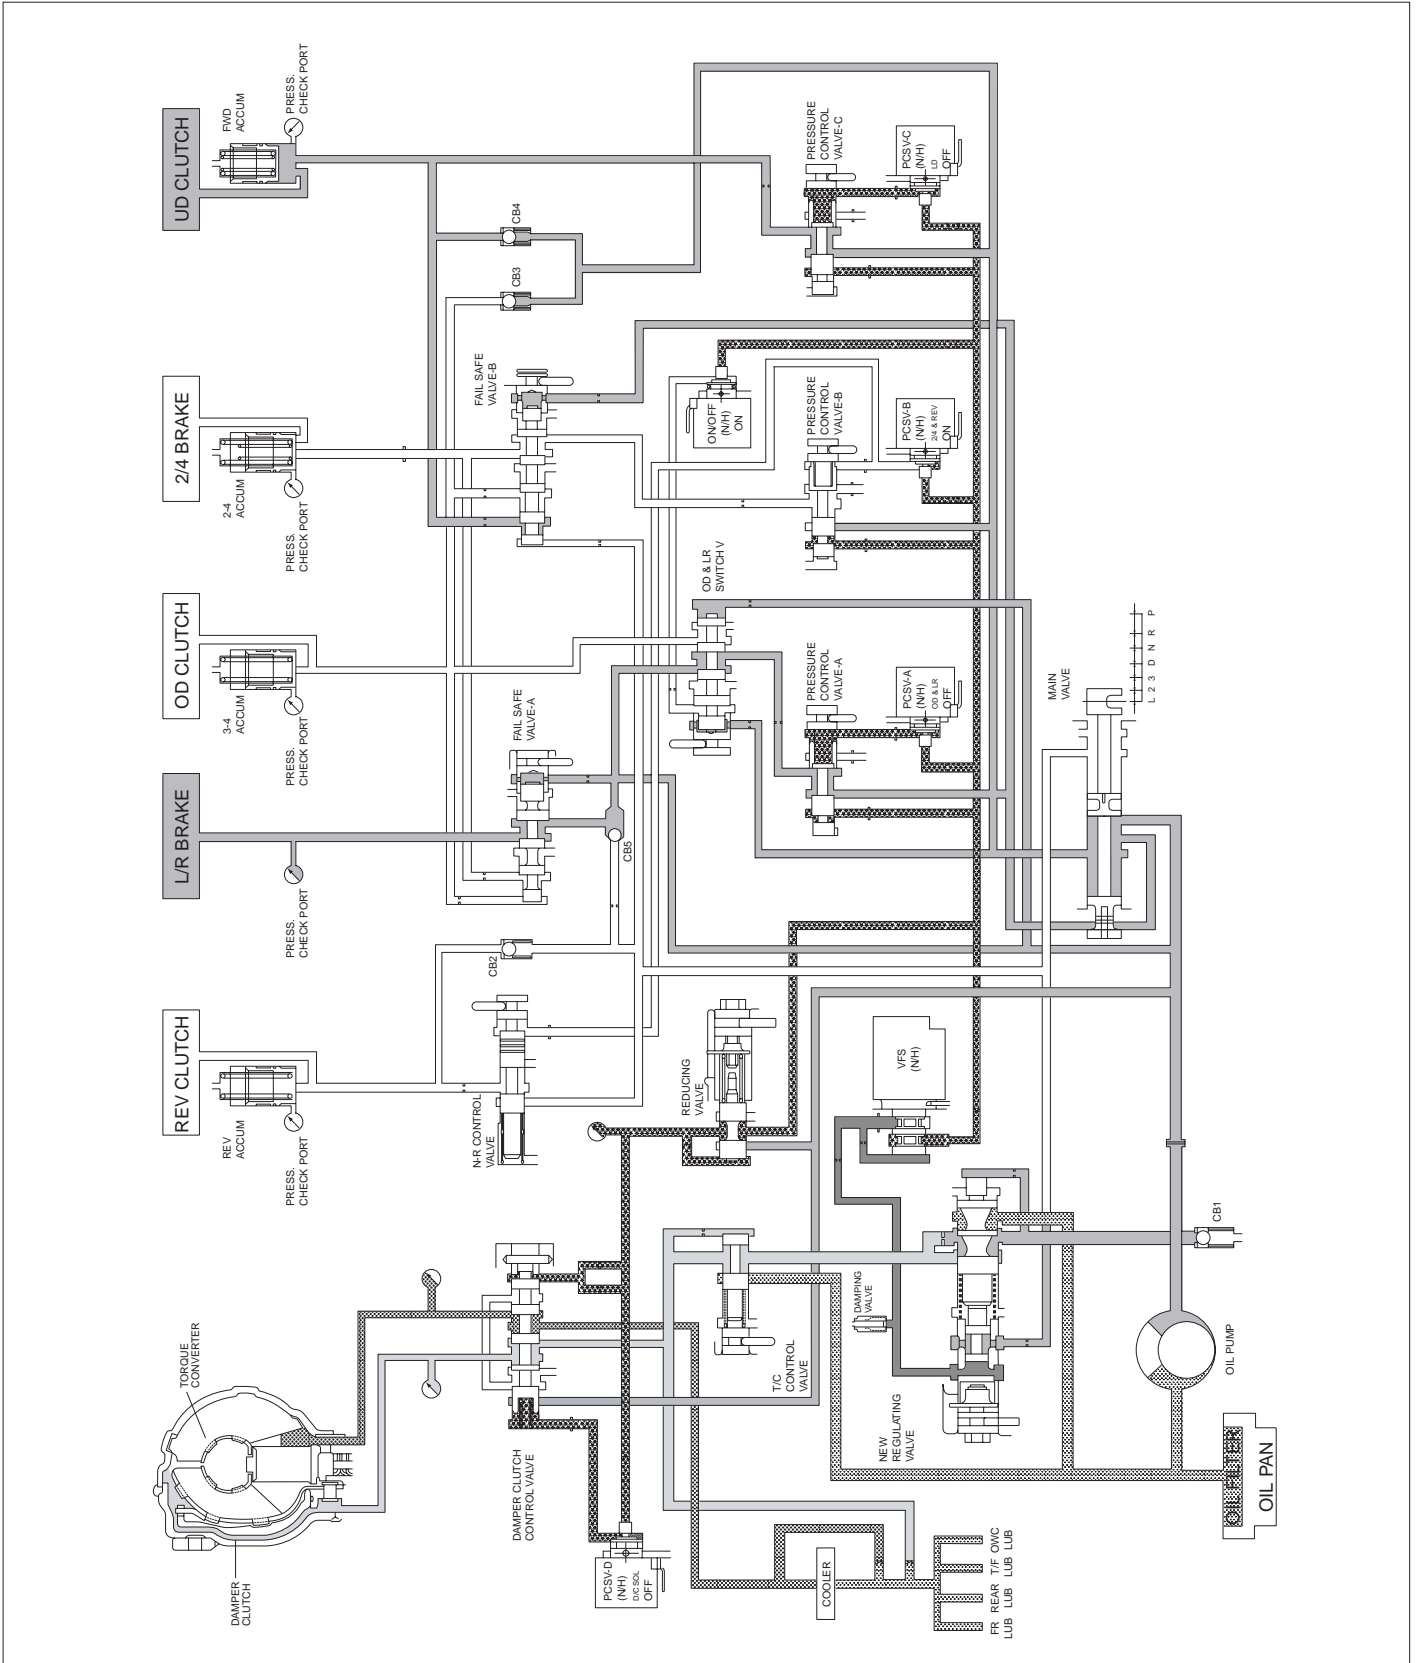 UD CLUTCH
FWD
ACCUM
PRESS.
CHECK PORT
2/4 BRAKE
2-4
ACCUM
PRESS.
CHECK PORT
OD CLUTCH
3-4
ACCUM
PRESS.
CHECK PORT
L/R BRAKE
PRESS.
CHECK PORT
REV CLUTCH
REV
ACCUM
PRESS.
CHECK PORT
TORQUE
CONVERTER
DAMPER
CLUTCH
CB4
CB3
FAIL SAFE
VALVE-B
FAIL SAFE
VALVE-A
CB5
CB2
N-R CONTROL
VALVE
DAMPER CLUTCH
CONTROL VALVE
PCSV-D
(N/H)
D/C SOL
OFF
ON/OFF
(N/H)
ON
OD & LR
SWITCH V
REDUCING
VALVE
T/C
CONTROL
VALVE
PRESSURE
CONTROL
VALVE-C
PCSV-C
(N/H)
LD
OFF
PRESSURE
CONTROL
VALVE-B
PCSV-B
(N/H)
2/4 & REV
ON
PRESSURE
CONTROL
VALVE-A
PCSV-A
(N/H)
OD & LR
OFF
VFS
(N/H)
DAMPING
VALVE
NEW
REGULATING
VALVE
COOLER
MAIN
VALVE
L 2 3 D N R P
CB1
OIL PUMP
OIL FILTER
OIL PAN
FR
LUB
REAR
LUB
T/F
LUB
OWC
LUB